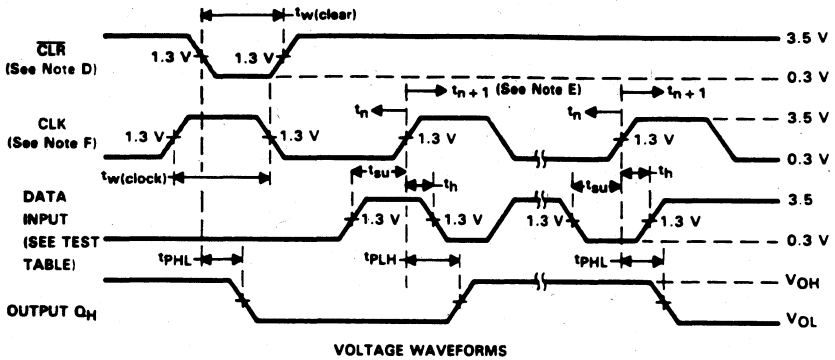 tw(clear)
CLR
(See Note D)
1.3 V
1.3 V
3.5 V
0.3 V
tn
tn + 1 (See Note E)
tn
tn + 1
CLK
(See Note F)
1.3 V
1.3 V
1.3 V
1.3 V
3.5 V
0.3 V
tw(clock)
tsu
th
tsu
th
DATA
INPUT
(SEE TEST
TABLE)
1.3 V
1.3 V
1.3 V
1.3 V
3.5
0.3 V
tPHL
tPLH
tPHL
OUTPUT QH
VOH
VOL
VOLTAGE WAVEFORMS